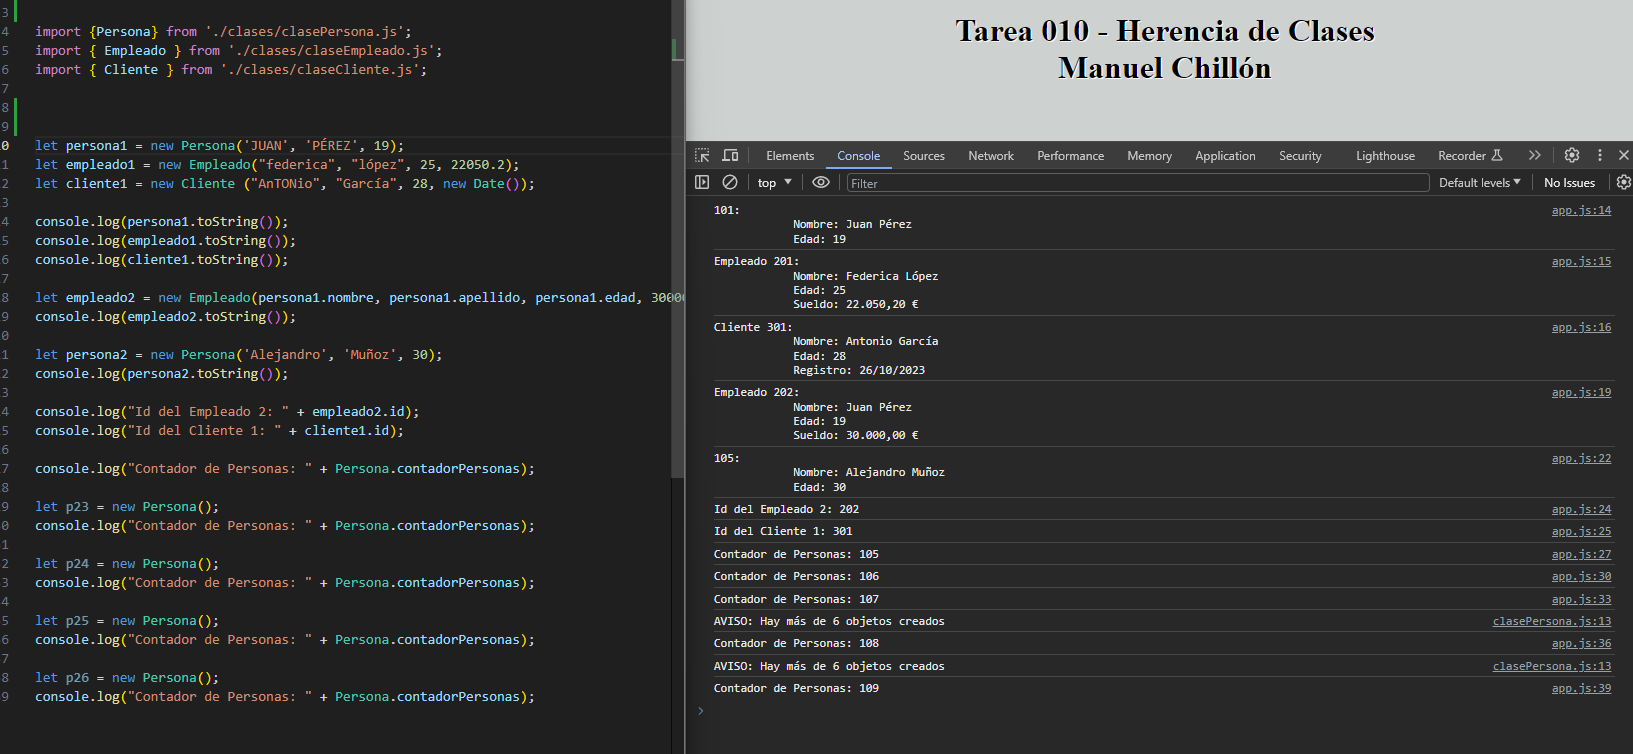 3
4 import {Persona} from './clases/clasePersona.js';
5 import { Empleado } from './clases/claseEmpleado.js';
6 import { Cliente } from './clases/claseCliente.js';
7
8
9
0 let persona1 = new Persona('JUAN', 'PÉREZ', 19);
1 let empleado1 = new Empleado("federica", "lópez", 25, 22050.2);
2 let cliente1 = new Cliente ("AnTONio", "García", 28, new Date());
3
4 console.log(persona1.toString());
5 console.log(empleado1.toString());
6 console.log(cliente1.toString());
7
8 let empleado2 = new Empleado(persona1.nombre, persona1.apellido, persona1.edad, 30000
9 console.log(empleado2.toString());
0
1 let persona2 = new Persona('Alejandro', 'Muñoz', 30);
2 console.log(persona2.toString());
3
4 console.log("Id del Empleado 2: " + empleado2.id);
5 console.log("Id del Cliente 1: " + cliente1.id);
6
7 console.log("Contador de Personas: " + Persona.contadorPersonas);
8
9 let p23 = new Persona();
0 console.log("Contador de Personas: " + Persona.contadorPersonas);
1
2 let p24 = new Persona();
3 console.log("Contador de Personas: " + Persona.contadorPersonas);
4
5 let p25 = new Persona();
6 console.log("Contador de Personas: " + Persona.contadorPersonas);
7
8 let p26 = new Persona();
9 console.log("Contador de Personas: " + Persona.contadorPersonas);
Tarea 010 - Herencia de Clases
Manuel Chillón
Elements Console Sources Network Performance Memory Application Security Lighthouse Recorder
top Filter Default levels No Issues
101: app.js:14
Nombre: Juan Pérez
Edad: 19
Empleado 201: app.js:15
Nombre: Federica López
Edad: 25
Sueldo: 22.050,20 €
Cliente 301: app.js:16
Nombre: Antonio García
Edad: 28
Registro: 26/10/2023
Empleado 202: app.js:19
Nombre: Juan Pérez
Edad: 19
Sueldo: 30.000,00 €
105: app.js:22
Nombre: Alejandro Muñoz
Edad: 30
Id del Empleado 2: 202 app.js:24
Id del Cliente 1: 301 app.js:25
Contador de Personas: 105 app.js:27
Contador de Personas: 106 app.js:30
Contador de Personas: 107 app.js:33
AVISO: Hay más de 6 objetos creados clasePersona.js:13
Contador de Personas: 108 app.js:36
AVISO: Hay más de 6 objetos creados clasePersona.js:13
Contador de Personas: 109 app.js:39